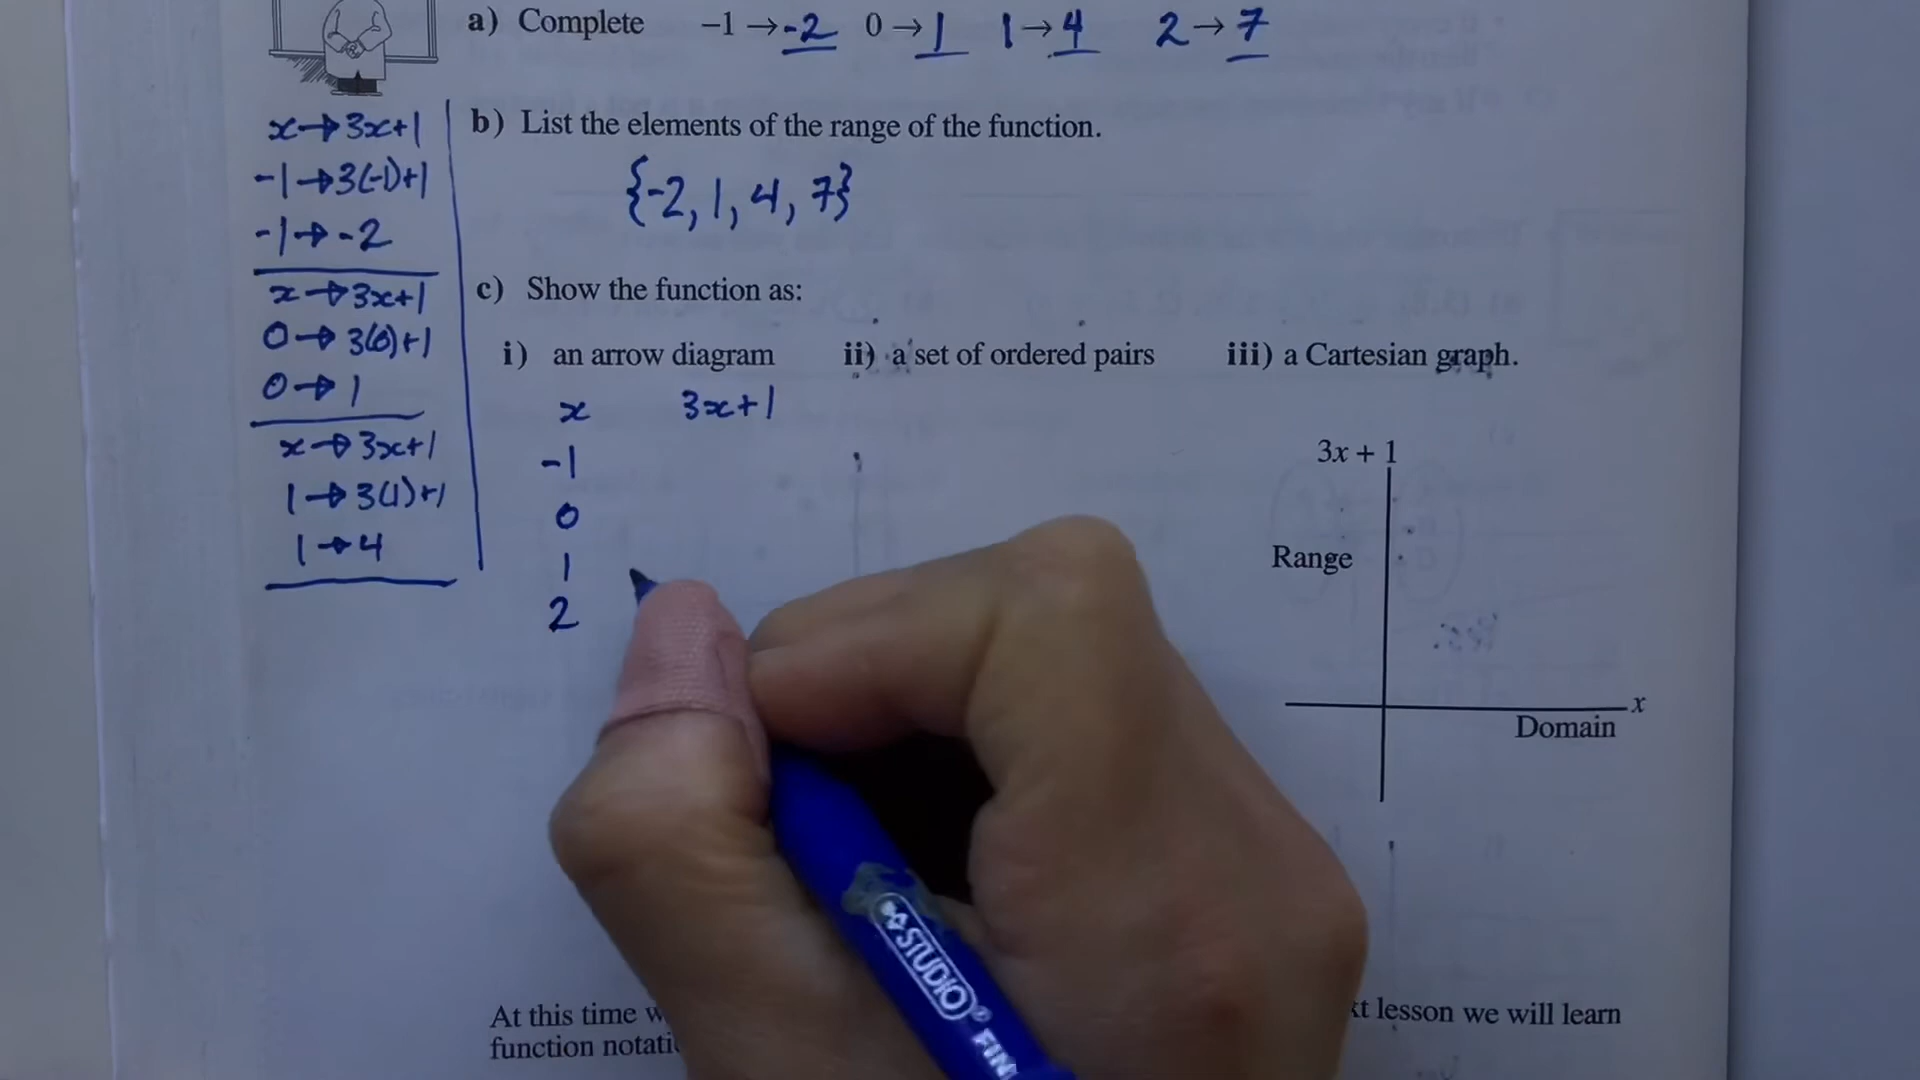 a) Complete −1 → -2 0 → 1 1 → 4 2 → 7
x → 3x+1
-1 → 3(-1)+1
-1 → -2
x → 3x+1
0 → 3(0)+1
0 → 1
x → 3x+1
1 → 3(1)+1
1 → 4
b) List the elements of the range of the function.
{-2, 1, 4, 7}
c) Show the function as:
i) an arrow diagram ii) a set of ordered pairs iii) a Cartesian graph.
x 3x+1
-1
0
1
2
3x + 1
Range
x
Domain
At this time
lesson we will learn
function
STUDIO